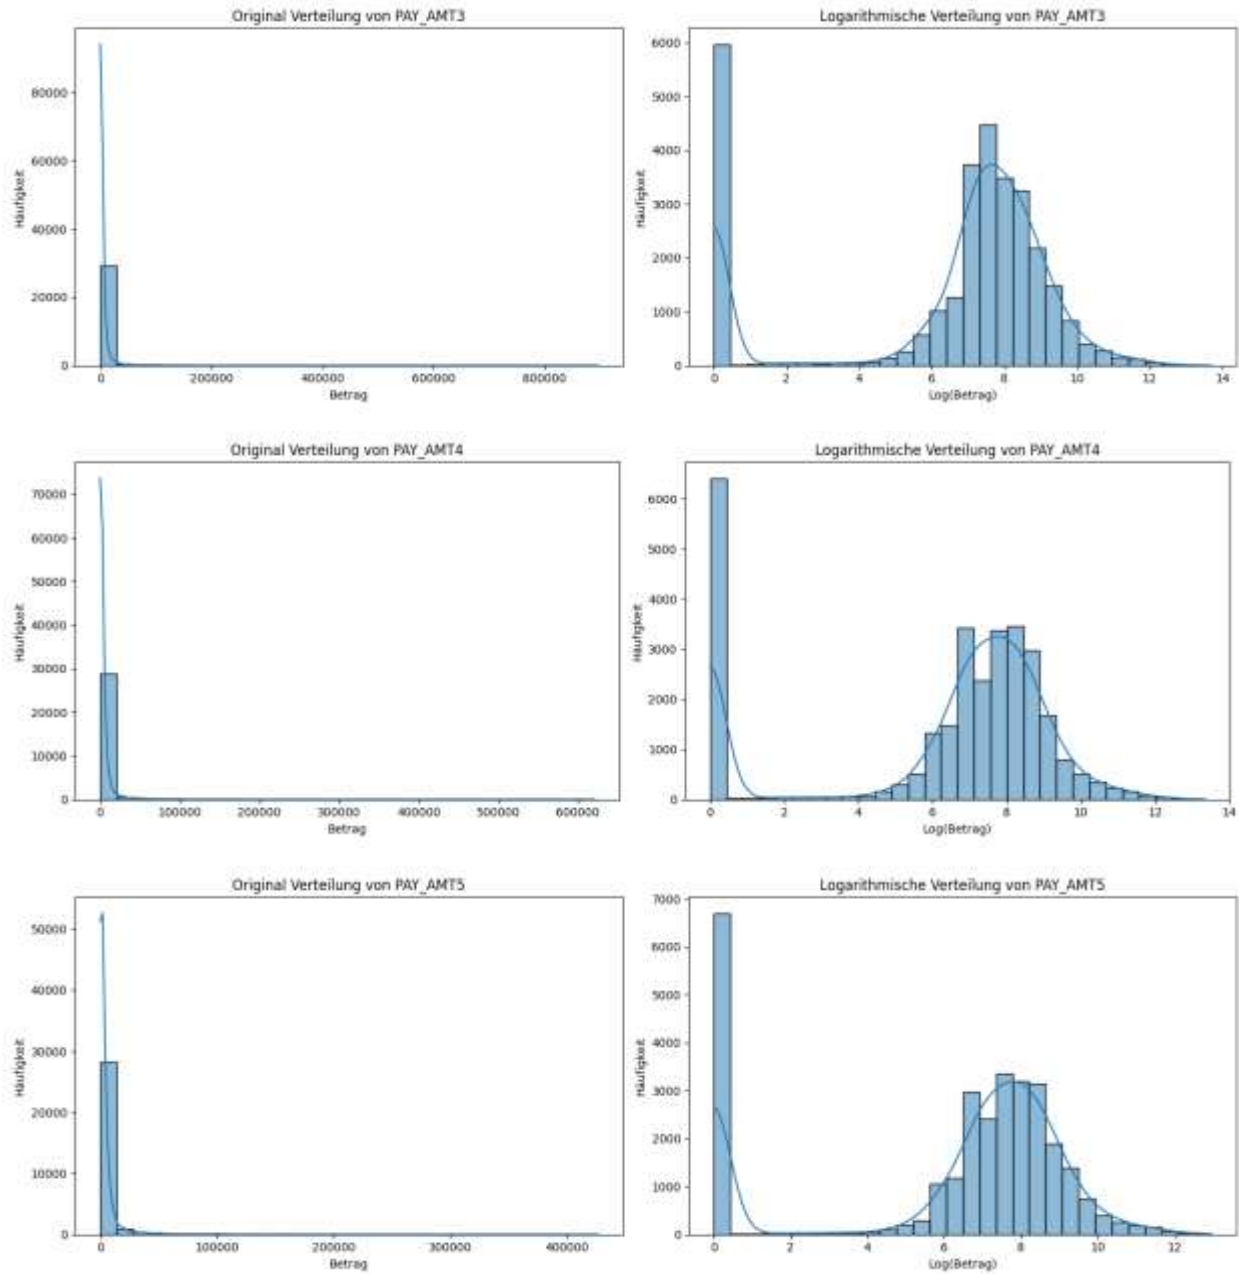 Original Verteilung von PAY_AMT3
Häufigkeit
80000
60000
40000
20000
0
0 200000 400000 600000 800000
Betrag
Logarithmische Verteilung von PAY_AMT3
Häufigkeit
6000
5000
4000
3000
2000
1000
0
0 2 4 6 8 10 12 14
Log(Betrag)
Original Verteilung von PAY_AMT4
Häufigkeit
70000
60000
50000
40000
30000
20000
10000
0
0 100000 200000 300000 400000 500000 600000
Betrag
Logarithmische Verteilung von PAY_AMT4
Häufigkeit
6000
5000
4000
3000
2000
1000
0
0 2 4 6 8 10 12 14
Log(Betrag)
Original Verteilung von PAY_AMT5
Häufigkeit
50000
40000
30000
20000
10000
0
0 100000 200000 300000 400000
Betrag
Logarithmische Verteilung von PAY_AMT5
Häufigkeit
7000
6000
5000
4000
3000
2000
1000
0
0 2 4 6 8 10 12
Log(Betrag)